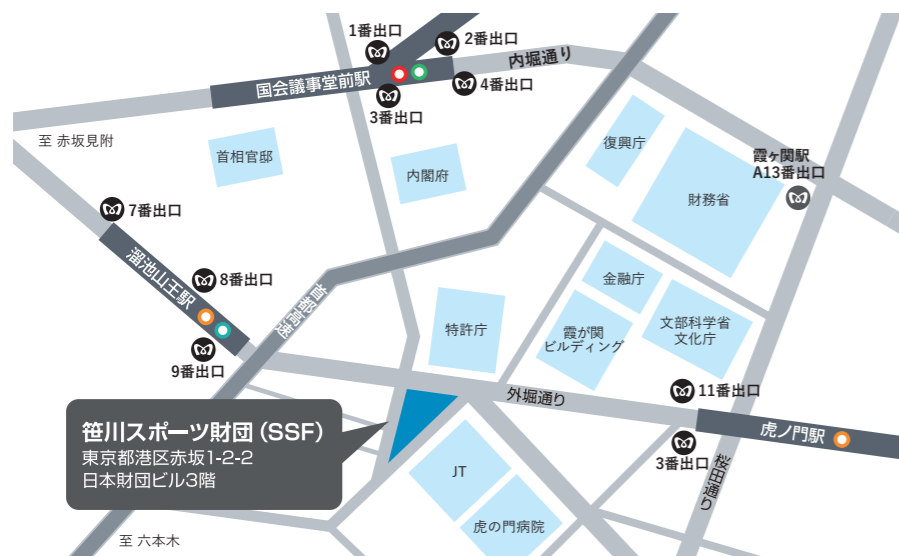 1番出口
2番出口
内堀通り
国会議事堂前駅
4番出口
3番出口
至 赤坂見附
首相官邸
内閣府
復興庁
霞ヶ関駅
A13番出口
財務省
7番出口
溜池山王駅
8番出口
首都高速
9番出口
金融庁
特許庁
霞が関
ビルディング
文部科学省
文化庁
外堀通り
11番出口
虎ノ門駅
3番出口
桜田通り
笹川スポーツ財団(SSF)
東京都港区赤坂1-2-2
日本財団ビル3階
JT
虎の門病院
至 六本木